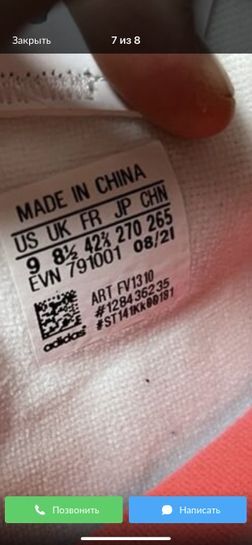 Закрыть
7 из 8
MADE IN CHINA
US UK FR JP CHN
9 8½ 42⅔ 270 265
EVN 791001 08/21
ART FV1310
#128436235
#ST141Kk00181
adidas
Позвонить
Написать